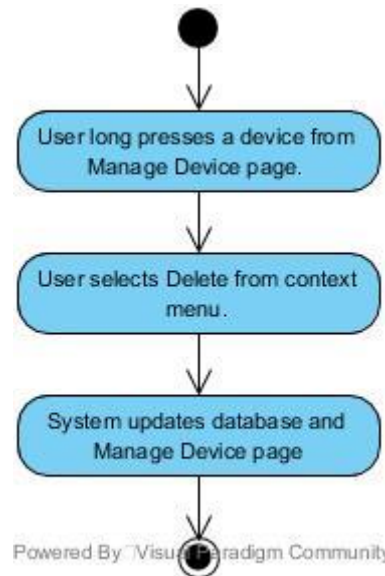 User long presses a device from
Manage Device page.
User selects Delete from context
menu.
System updates database and
Manage Device page
Powered By Visual Paradigm Community